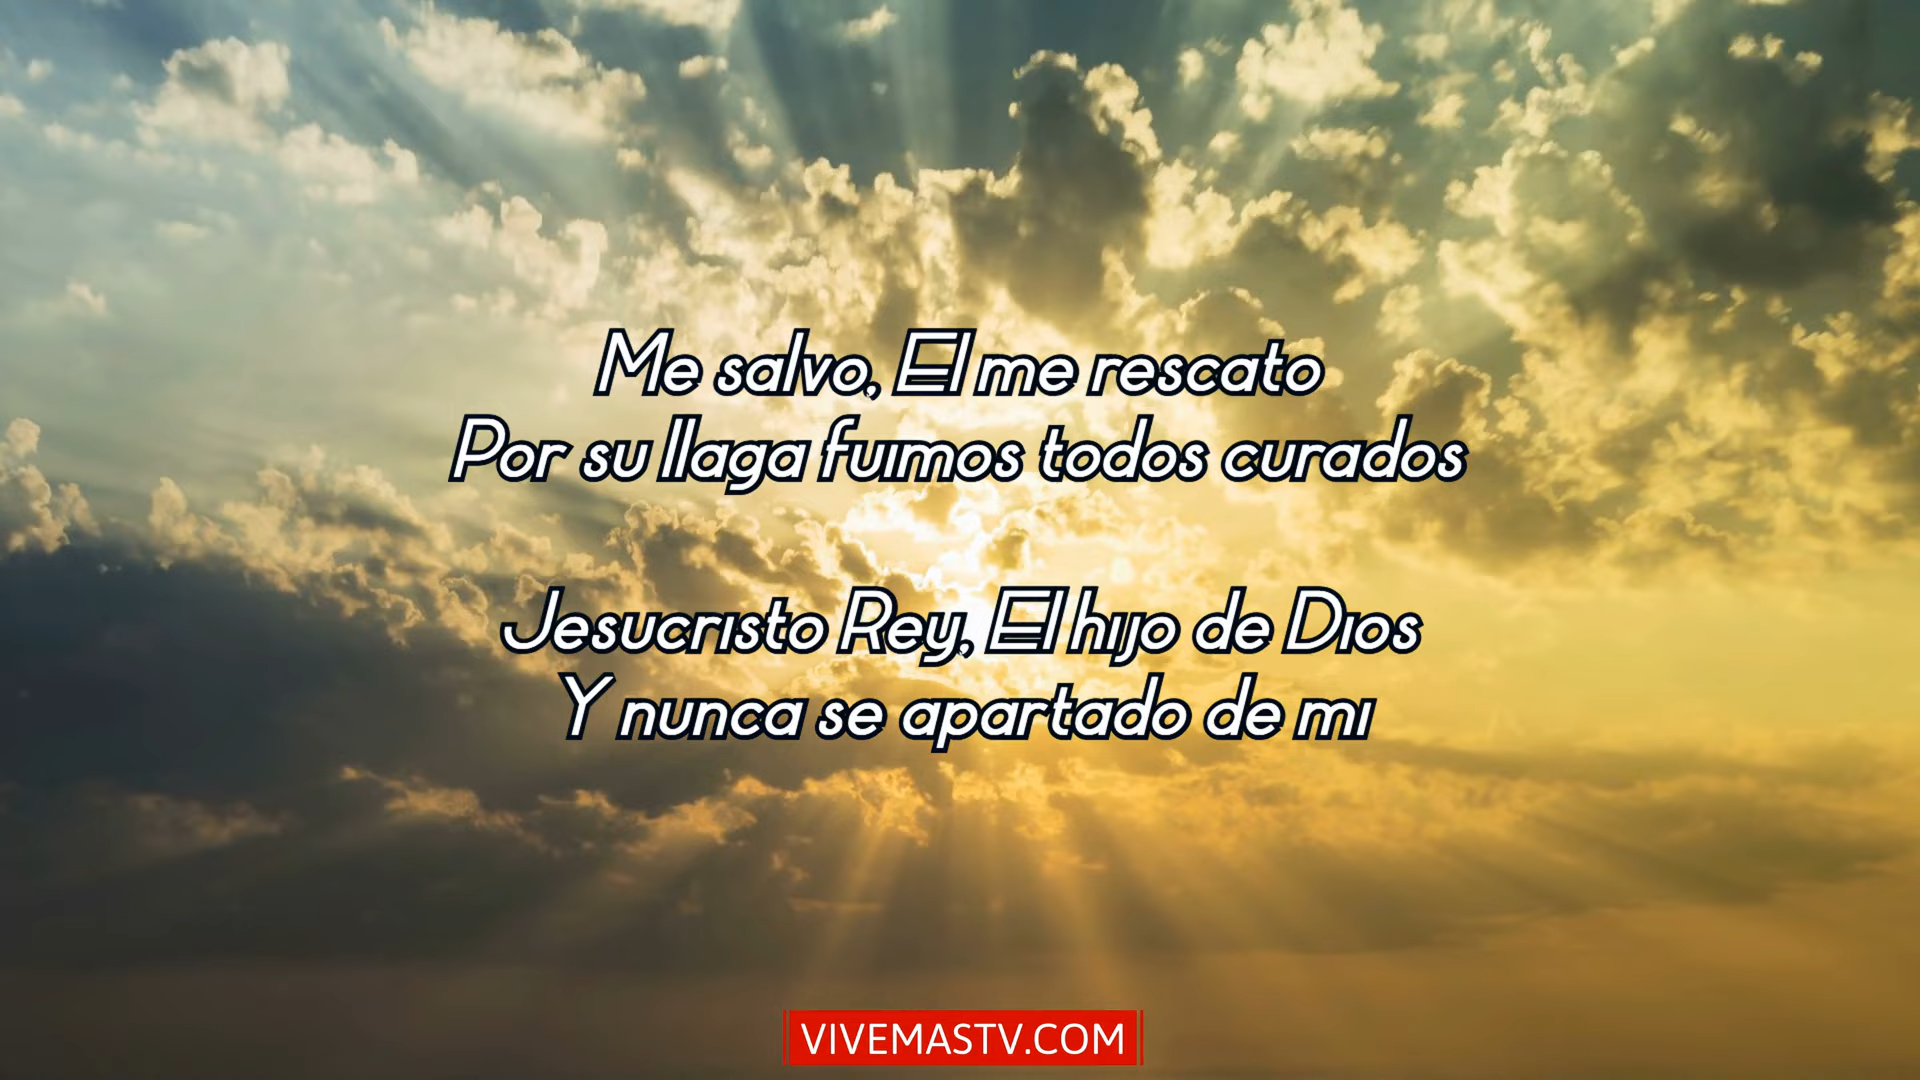 Me salvo, El me rescato
Por su llaga fuimos todos curados
Jesucristo Rey, El hijo de Dios
Y nunca se apartado de mi
VIVEMASTV.COM